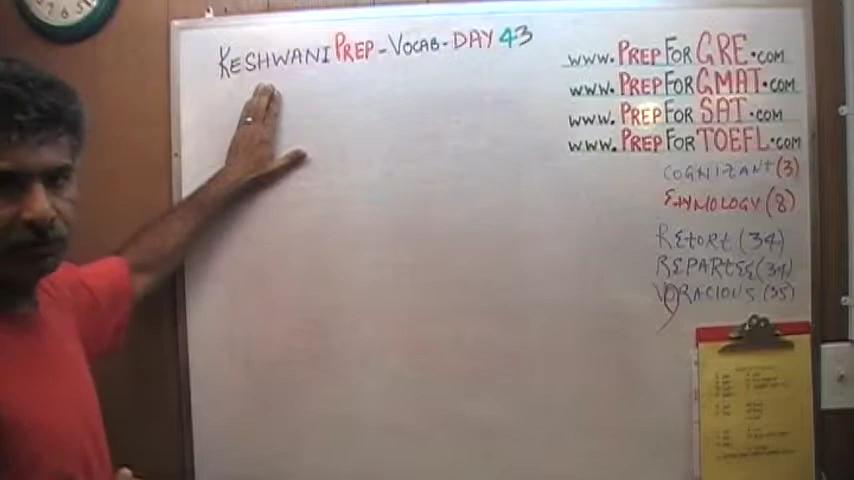 KESHWANI PREP - VOCAB - DAY 43
www.PREPFORGRE.COM
www.PREPFORGMAT.COM
www.PREPFORSAT.COM
www.PREPFORTOEFL.COM
COGNIZANT (3)
ETYMOLOGY (8)
RETORT (34)
REPARTEE (34)
VORACIOUS (35)